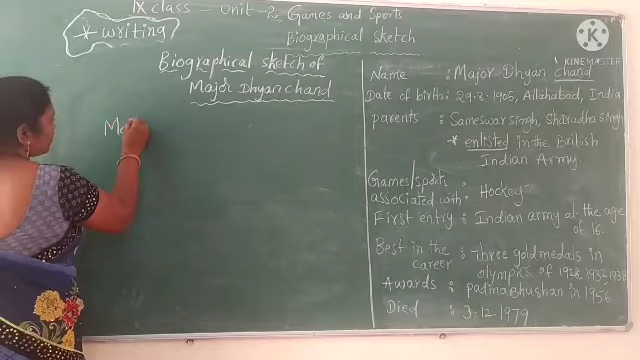 IX class - Unit-2, Games and Sports
* writing
Biographical sketch
Biographical sketch of
Major Dhyanchand
Ma
Name : Major Dhyan chand
Date of birth : 29.8.1905, Allahabad, India
parents : Sameswar singh, Sharadha singh
* enlisted in the British
Indian Army.
Games/sports
associated with : Hockey
First entry : Indian army at the age
of 16.
Best in the
career : Three gold medals in
olympics of 1928, 1932, 1938
Awards : padma bhushan in 1956
Died : 3.12.1979
K
KINEMASTER